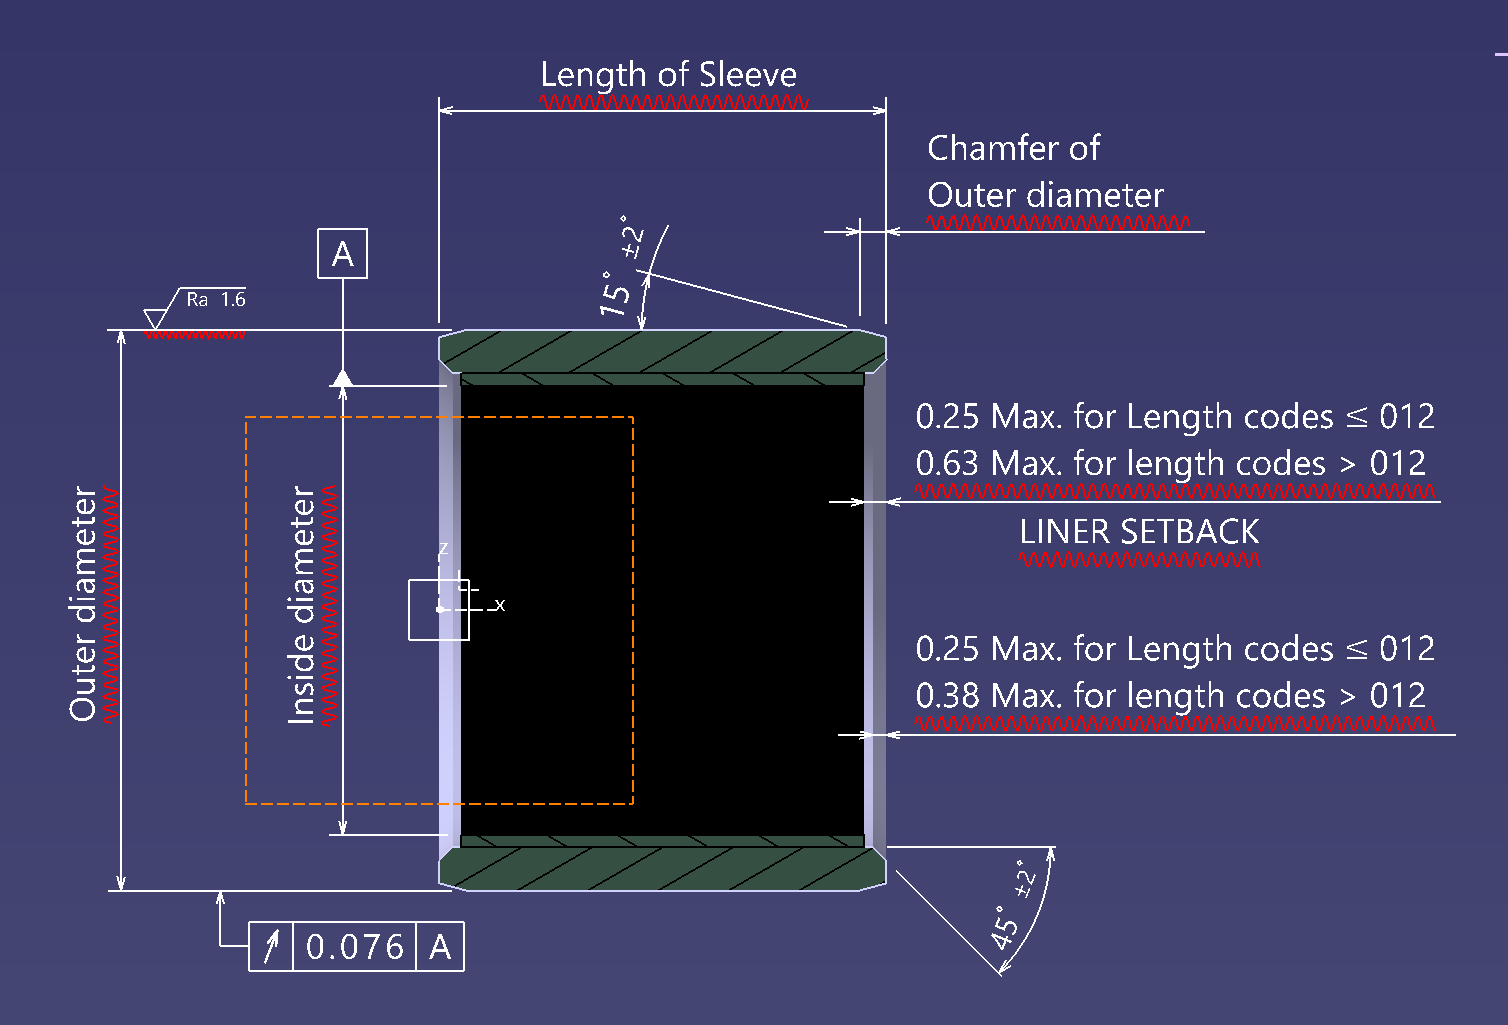 Length of Sleeve
Chamfer of
Outer diameter
15° ±2°
A
Ra 1.6
0.25 Max. for Length codes ≤ 012
0.63 Max. for length codes > 012
LINER SETBACK
Outer diameter
Inside diameter
z
x
0.25 Max. for Length codes ≤ 012
0.38 Max. for length codes > 012
45° ±2°
0.076 A